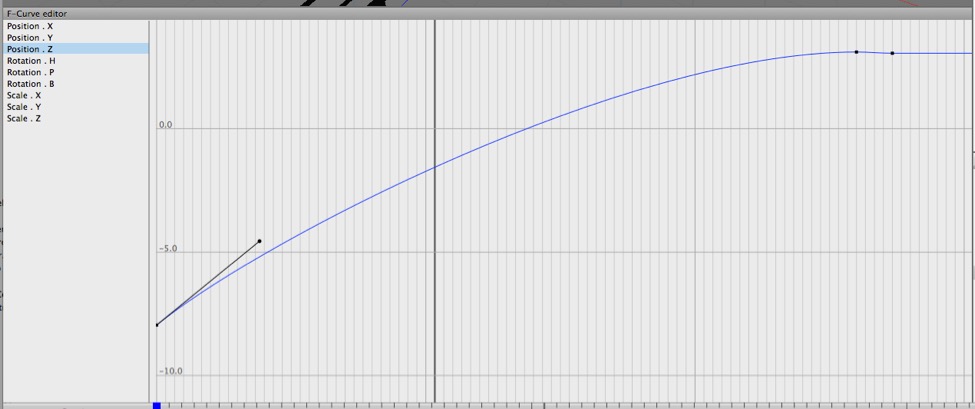 F-Curve editor
Position . X
Position . Y
Position . Z
Rotation . H
Rotation . P
Rotation . B
Scale . X
Scale . Y
Scale . Z
0.0
-5.0
-10.0